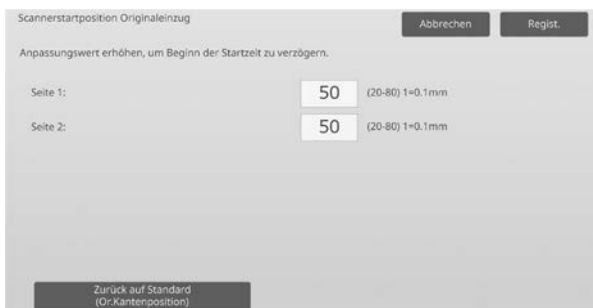 Scannerstartposition Originaleinzug
Abbrechen
Regist.
Anpassungswert erhöhen, um Beginn der Startzeit zu verzögern.
Seite 1:
50
(20-80) 1=0.1mm
Seite 2:
50
(20-80) 1=0.1mm
Zurück auf Standard
(Or.Kantenposition)